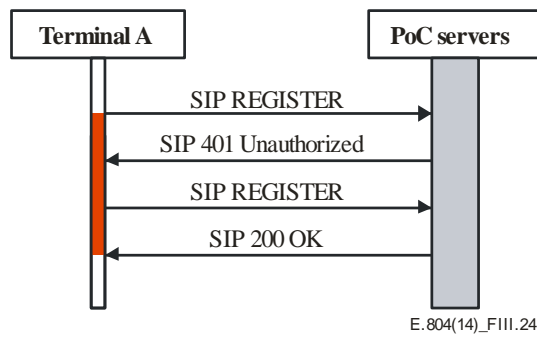 Terminal A
PoC servers
SIP REGISTER
SIP 401 Unauthorized
SIP REGISTER
SIP 200 OK
E.804(14)_FIII.24